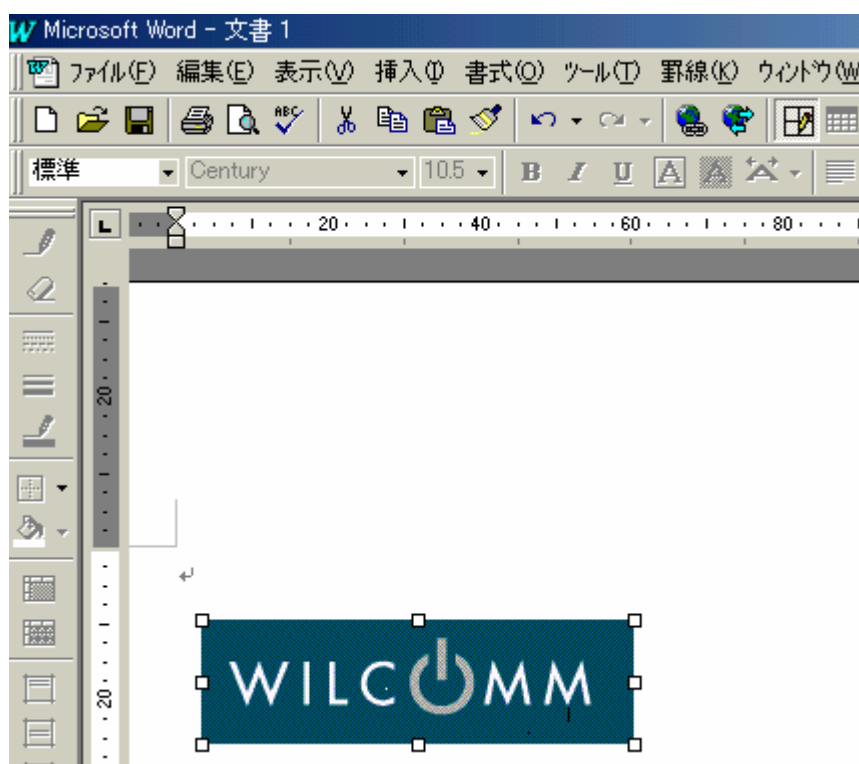 Microsoft Word - 文書 1
ファイル(F) 編集(E) 表示(V) 挿入(I) 書式(O) ツール(T) 罫線(K) ウィンドウ(W
ABC
標準 Century 10.5 B I U A A A
L 20 40 60 80
20
WILCOMM
20